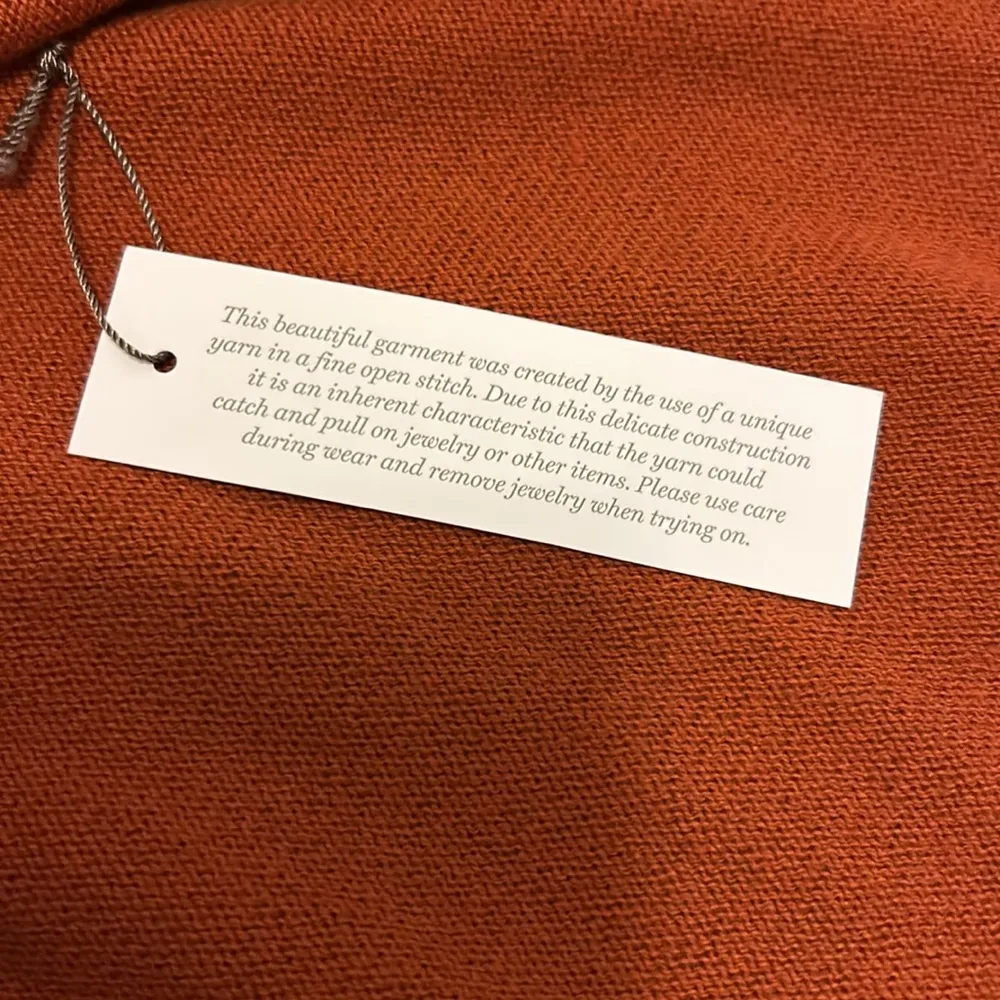 This beautiful garment was created by the use of a unique
yarn in a fine open stitch. Due to this delicate construction
it is an inherent characteristic that the yarn could
catch and pull on jewelry or other items. Please use care
during wear and remove jewelry when trying on.